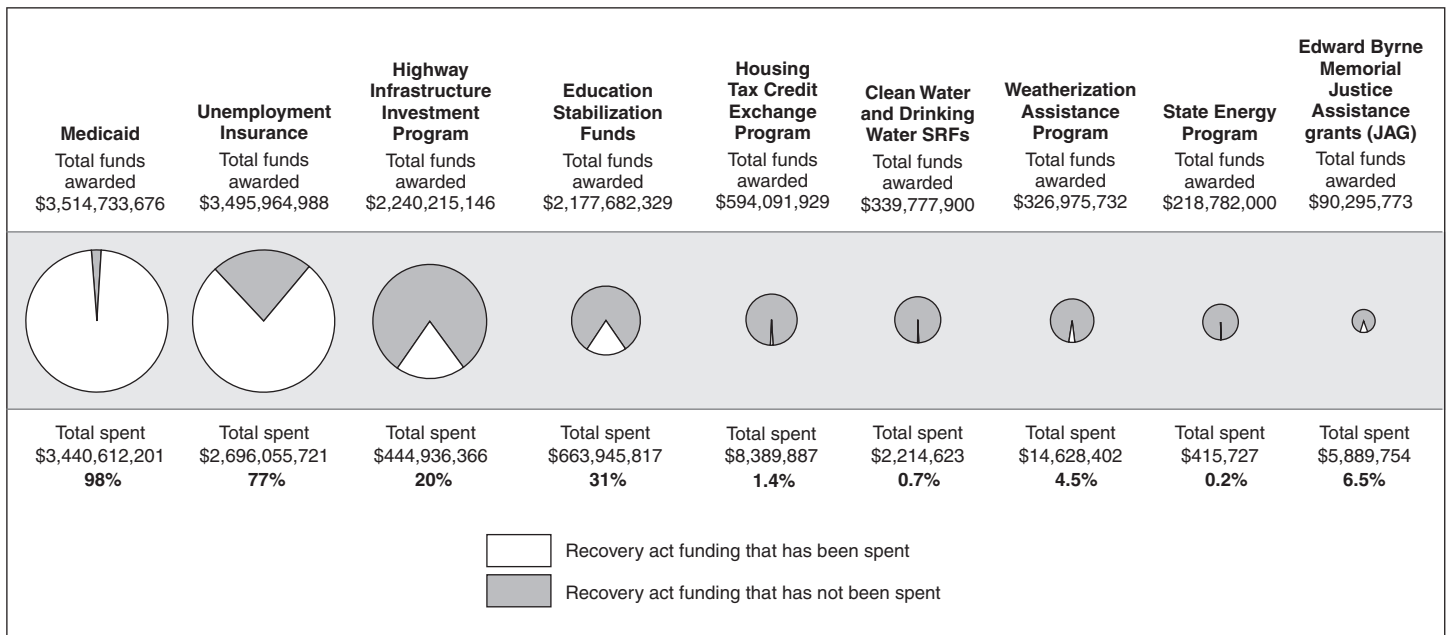 Medicaid
Total funds
awarded
$3,514,733,676
Unemployment
Insurance
Total funds
awarded
$3,495,964,988
Highway
Infrastructure
Investment
Program
Total funds
awarded
$2,240,215,146
Education
Stabilization
Funds
Total funds
awarded
$2,177,682,329
Housing
Tax Credit
Exchange
Program
Total funds
awarded
$594,091,929
Clean Water
and Drinking
Water SRFs
Total funds
awarded
$339,777,900
Weatherization
Assistance
Program
Total funds
awarded
$326,975,732
State Energy
Program
Total funds
awarded
$218,782,000
Edward Byrne
Memorial
Justice
Assistance
grants (JAG)
Total funds
awarded
$90,295,773
Total spent
$3,440,612,201
98%
Total spent
$2,696,055,721
77%
Total spent
$444,936,366
20%
Total spent
$663,945,817
31%
Total spent
$8,389,887
1.4%
Total spent
$2,214,623
0.7%
Total spent
$14,628,402
4.5%
Total spent
$415,727
0.2%
Total spent
$5,889,754
6.5%
Recovery act funding that has been spent
Recovery act funding that has not been spent